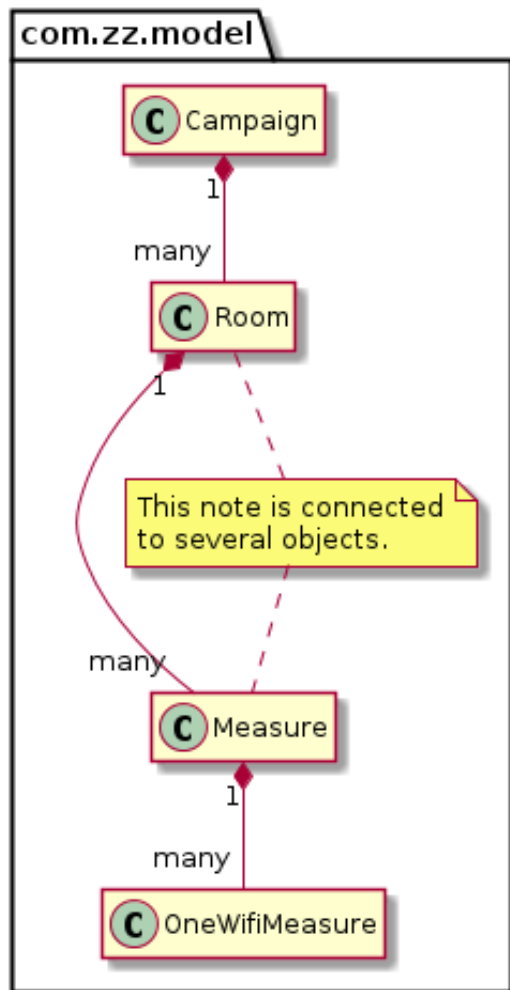 com.zz.model
C Campaign
1
many
C Room
1
This note is connected
to several objects.
many
C Measure
1
many
C OneWifiMeasure